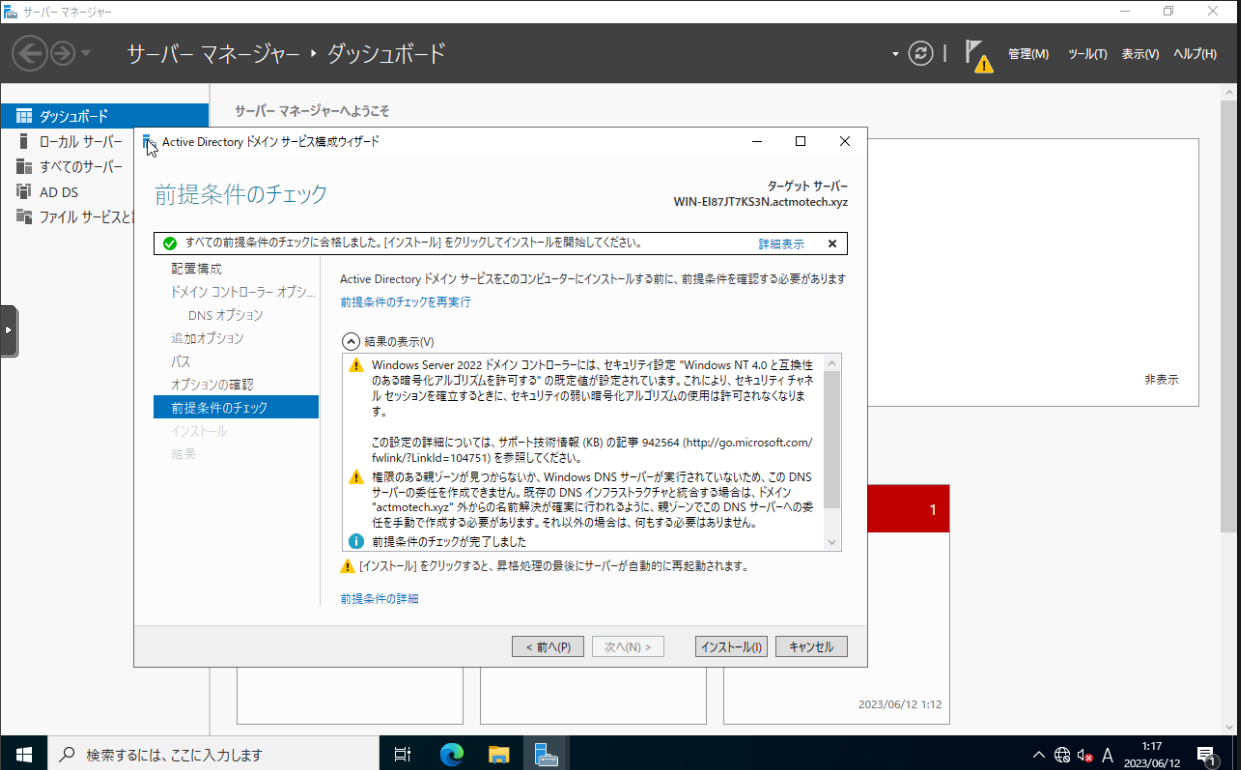 サーバー マネージャー
サーバー マネージャー ‣ ダッシュボード
管理(M) ツール(T) 表示(V) ヘルプ(H)
ダッシュボード
ローカル サーバー
すべてのサーバー
AD DS
ファイル サービスと
サーバー マネージャーへようこそ
Active Directory ドメイン サービス構成ウィザード
前提条件のチェック
ターゲット サーバー
WIN-EI87JT7KS3N.actmotech.xyz
すべての前提条件のチェックに合格しました。[インストール] をクリックしてインストールを開始してください。 詳細表示
配置構成
ドメイン コントローラー オプシ...
DNS オプション
追加オプション
パス
オプションの確認
前提条件のチェック
インストール
結果
Active Directory ドメイン サービスをこのコンピューターにインストールする前に、前提条件を確認する必要があります
前提条件のチェックを再実行
結果の表示(V)
Windows Server 2022 ドメイン コントローラーには、セキュリティ設定 "Windows NT 4.0 と互換性
のある暗号化アルゴリズムを許可する" の既定値が設定されています。これにより、セキュリティ チャネ
ル セッションを確立するときに、セキュリティの弱い暗号化アルゴリズムの使用は許可されなくなりま
す。
この設定の詳細については、サポート技術情報 (KB) の記事 942564 (http://go.microsoft.com/
fwlink/?LinkId=104751) を参照してください。
権限のある親ゾーンが見つからないか、Windows DNS サーバーが実行されていないため、この DNS
サーバーの委任を作成できません。既存の DNS インフラストラクチャと統合する場合は、ドメイン
"actmotech.xyz" 外からの名前解決が確実に行われるように、親ゾーンでこの DNS サーバーへの委
任を手動で作成する必要があります。それ以外の場合は、何もする必要はありません。
前提条件のチェックが完了しました
[インストール] をクリックすると、昇格処理の最後にサーバーが自動的に再起動されます。
前提条件の詳細
< 前へ(P) 次へ(N) > インストール(I) キャンセル
非表示
1
2023/06/12 1:12
検索するには、ここに入力します
A
1:17
2023/06/12
1